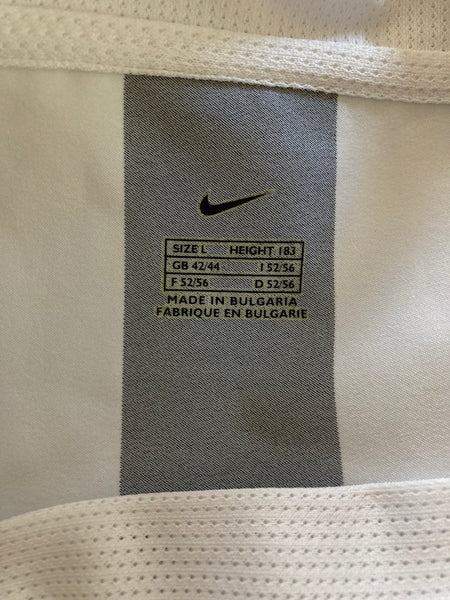 SIZE L HEIGHT 183
GB 42/44 I 52/56
F 52/56 D 52/56
MADE IN BULGARIA
FABRIQUE EN BULGARIE